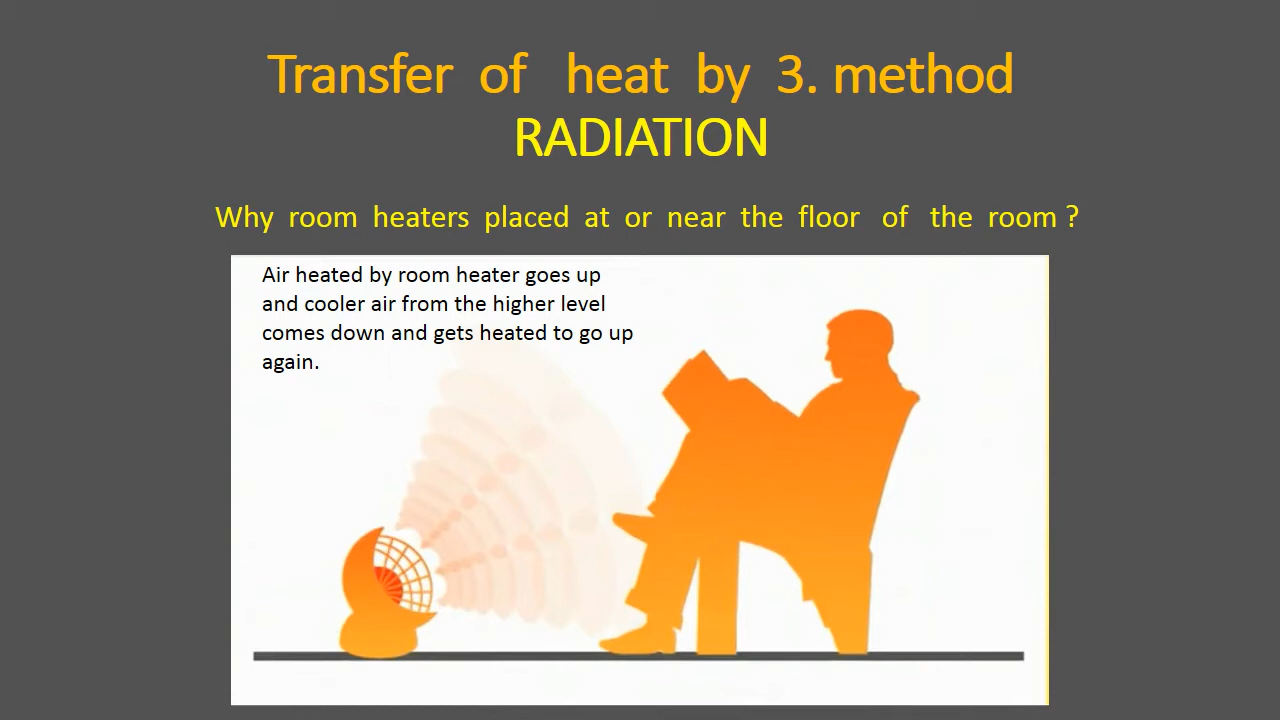 Transfer of heat by 3. method
RADIATION
Why room heaters placed at or near the floor of the room ?
Air heated by room heater goes up
and cooler air from the higher level
comes down and gets heated to go up
again.